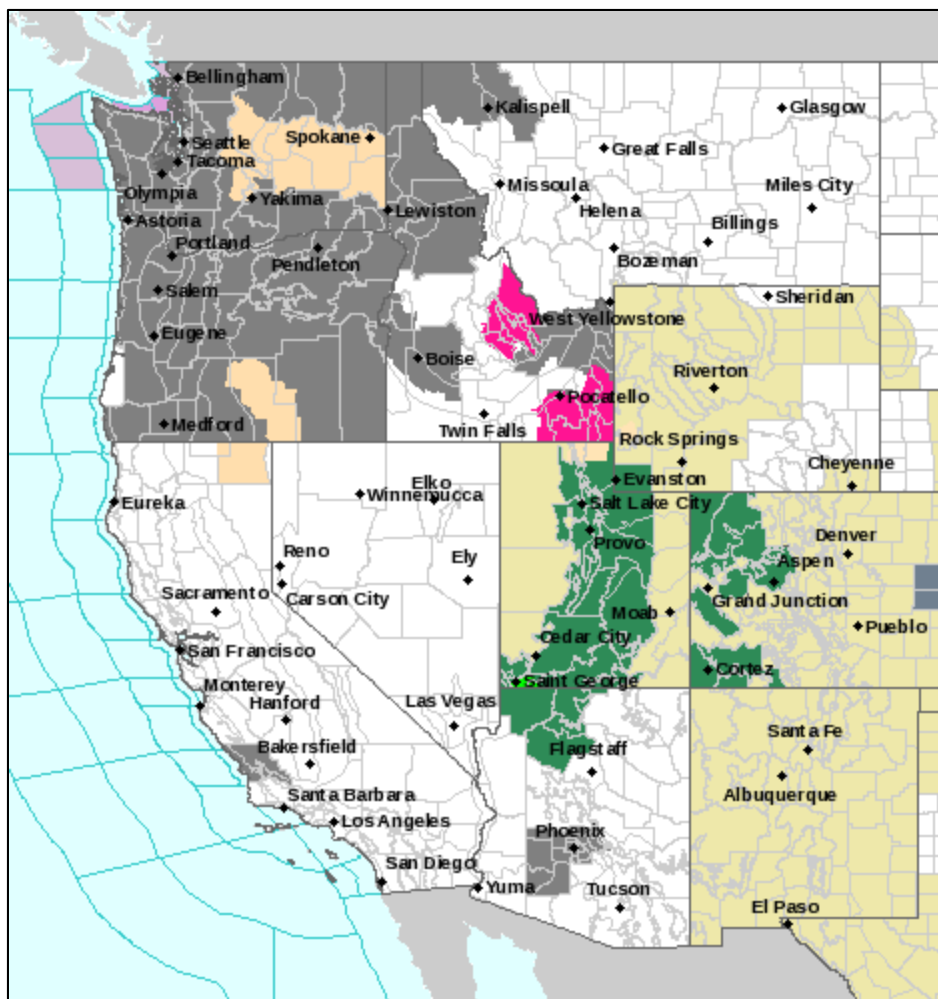 Bellingham
Kalispell
Glasgow
Spokane
Seattle
Great Falls
Tacoma
Olympia
Missoula
Miles City
Yakima
Helena
Lewiston
Astoria
Billings
Portland
Pendleton
Bozeman
Salem
Sheridan
West Yellowstone
Eugene
Boise
Riverton
Pocatello
Medford
Twin Falls
Rock Springs
Cheyenne
Evanston
Elko
Winnemucca
Eureka
Salt Lake City
Provo
Denver
Reno
Ely
Aspen
Sacramento
Carson City
Grand Junction
Moab
Pueblo
Cedar City
San Francisco
Cortez
Saint George
Monterey
Hanford
Las Vegas
Bakersfield
Flagstaff
Santa Fe
Albuquerque
Santa Barbara
Los Angeles
Phoenix
San Diego
Yuma
Tucson
El Paso